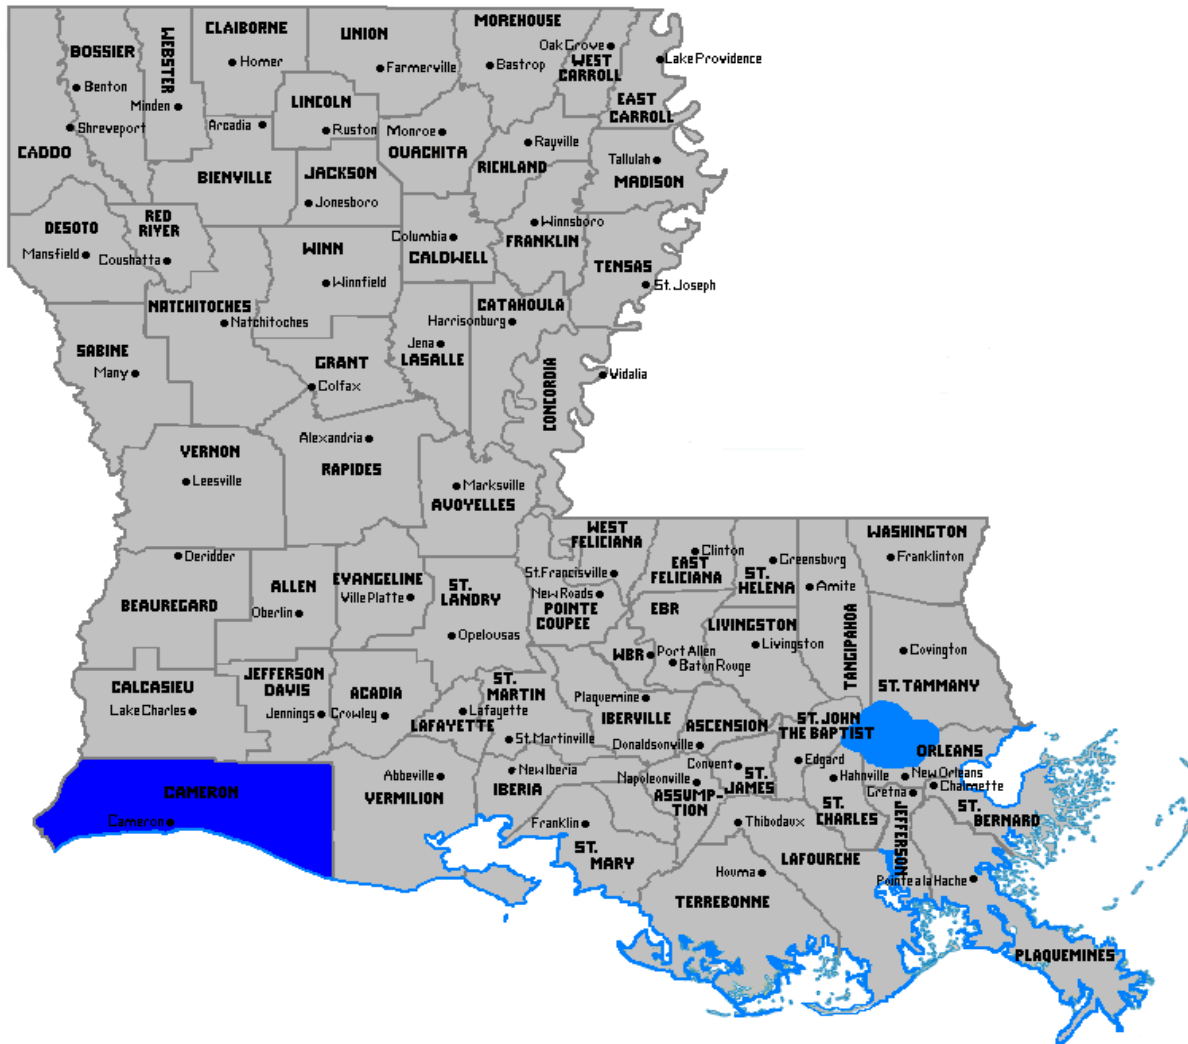 MOREHOUSE
CLAIBORNE
UNION
WEBSTER
BOSSIER
Oak Grove
WEST
CARROLL
Lake Providence
Homer
Farmerville
Bastrop
Benton
Minden
LINCOLN
EAST
CARROLL
Shreveport
Arcadia
Ruston
Monroe
Rayville
CADDO
OUACHITA
RICHLAND
Tallulah
MADISON
BIENVILLE
JACKSON
Jonesboro
DESOTO
RED
RIVER
Winnsboro
FRANKLIN
Columbia
CALDWELL
WINN
Mansfield
Coushatta
TENSAS
St. Joseph
Winnfield
NATCHITOCHES
Natchitoches
CATAHOULA
Harrisonburg
SABINE
Many
GRANT
Colfax
Jena
LASALLE
CONCORDIA
Vidalia
Alexandria
RAPIDES
VERNON
Leesville
Marksville
AVOYELLES
WEST
FELICIANA
WASHINGTON
Franklinton
Deridder
Clinton
EAST
FELICIANA
Greensburg
ST.
HELENA
Amite
St. Francisville
ALLEN
Oberlin
EVANGELINE
Ville Platte
ST.
LANDRY
New Roads
POINTE
COUPEE
BEAUREGARD
EBR
LIVINGSTON
Livingston
TANGIPAHOA
Opelousas
WBR
Port Allen
Baton Rouge
Covington
ST. TAMMANY
CALCASIEU
Lake Charles
JEFFERSON
DAVIS
Jennings
ACADIA
Crowley
ST.
MARTIN
Lafayette
LAFAYETTE
Plaquemine
IBERVILLE
ASCENSION
ST. JOHN
THE BAPTIST
St. Martinville
Donaldsonville
ORLEANS
Edgard
Convent
ST.
JAMES
Hahnville
New Orleans
Chalmette
Gretna
Abbeville
VERMILION
New Iberia
IBERIA
Napoleonville
ASSUMP-
TION
CAMERON
Cameron
Franklin
ST.
MARY
Thibodaux
ST.
CHARLES
JEFFERSON
ST.
BERNARD
LAFOURCHE
Houma
Pointe a la Hache
TERREBONNE
PLAQUEMINES